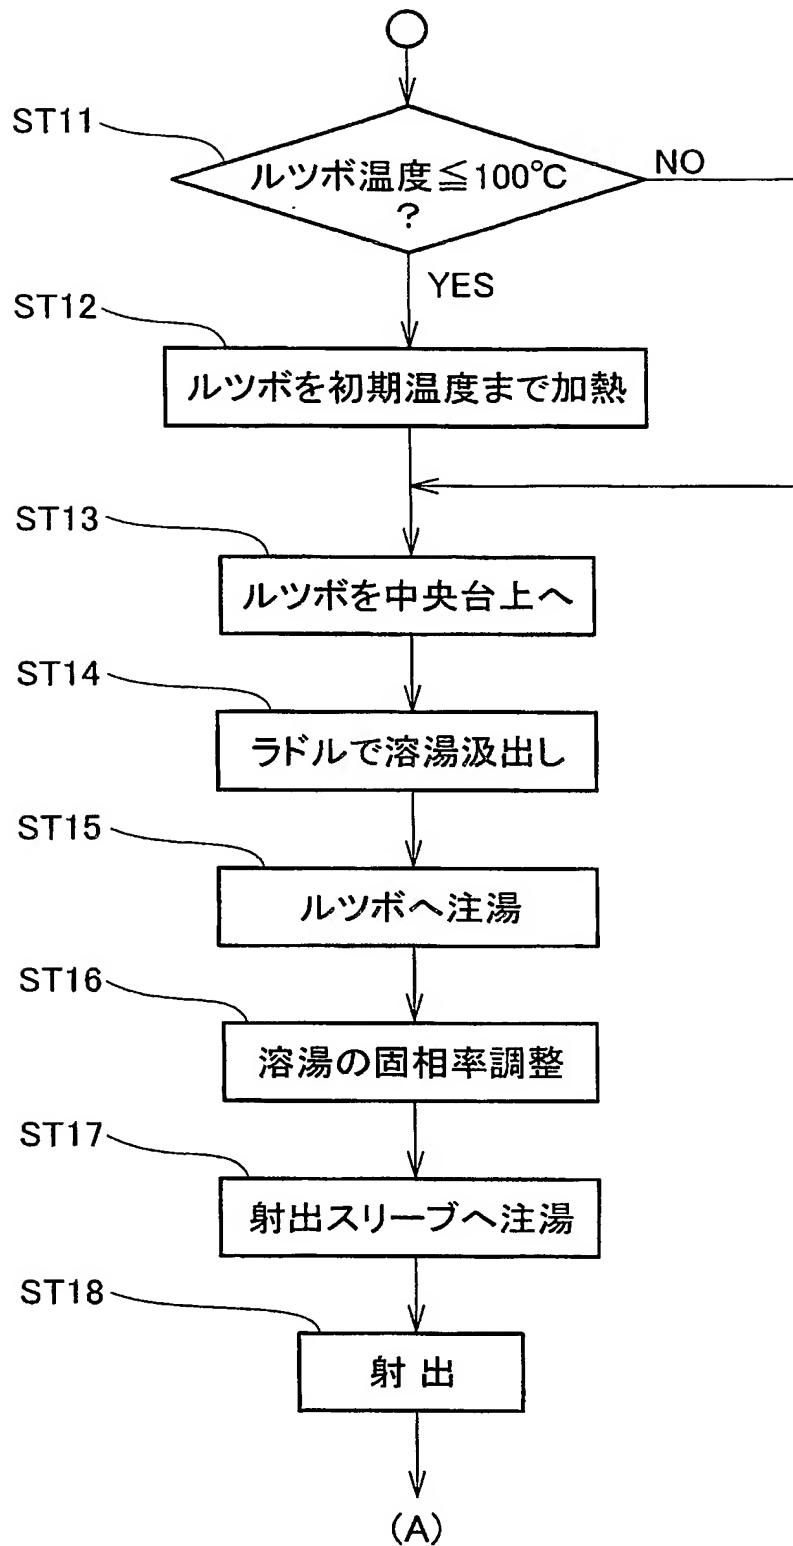 ST11
ルツボ温度≦100℃
?
NO
YES
ST12
ルツボを初期温度まで加熱
ST13
ルツボを中央台上へ
ST14
ラドルで溶湯汲出し
ST15
ルツボへ注湯
ST16
溶湯の固相率調整
ST17
射出スリーブへ注湯
ST18
射 出
(A)